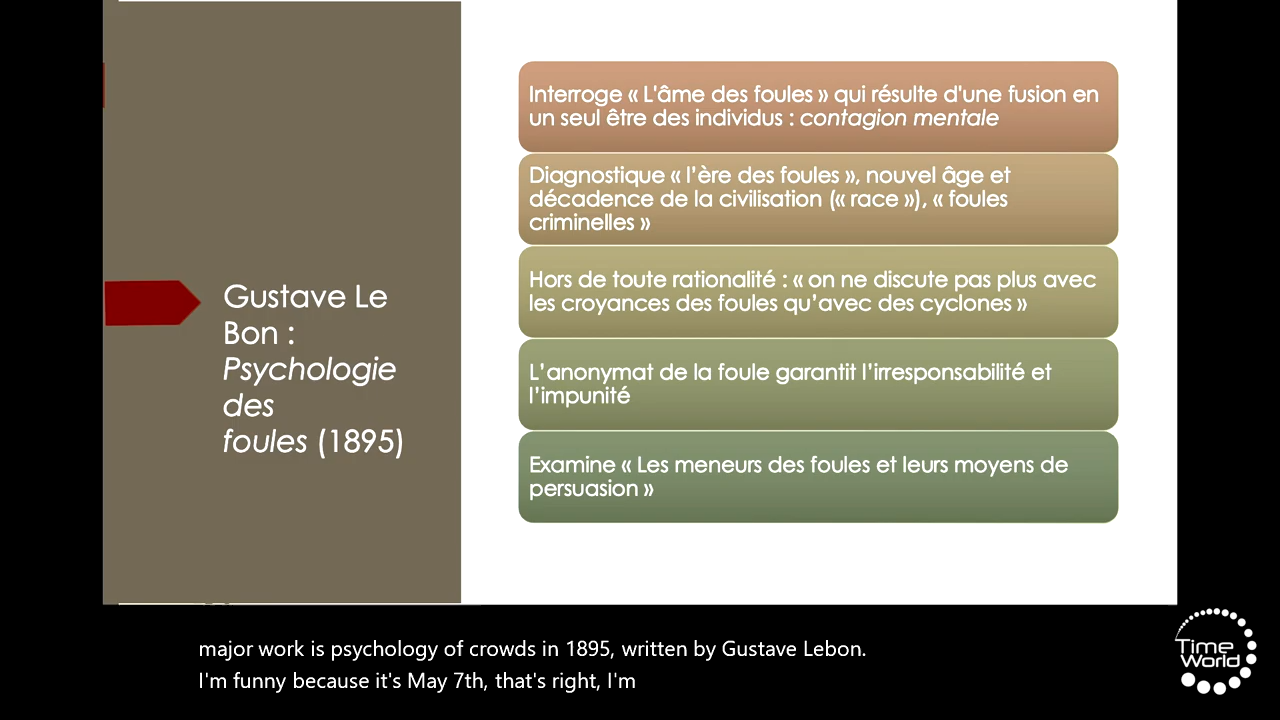 Gustave Le
Bon :
Psychologie
des
foules (1895)
Interroge « L'âme des foules » qui résulte d'une fusion en
un seul être des individus : contagion mentale
Diagnostique « l’ère des foules », nouvel âge et
décadence de la civilisation (« race »), « foules
criminelles »
Hors de toute rationalité : « on ne discute pas plus avec
les croyances des foules qu’avec des cyclones »
L’anonymat de la foule garantit l’irresponsabilité et
l’impunité
Examine « Les meneurs des foules et leurs moyens de
persuasion »
major work is psychology of crowds in 1895, written by Gustave Lebon.
I'm funny because it's May 7th, that's right, I'm
Time
World